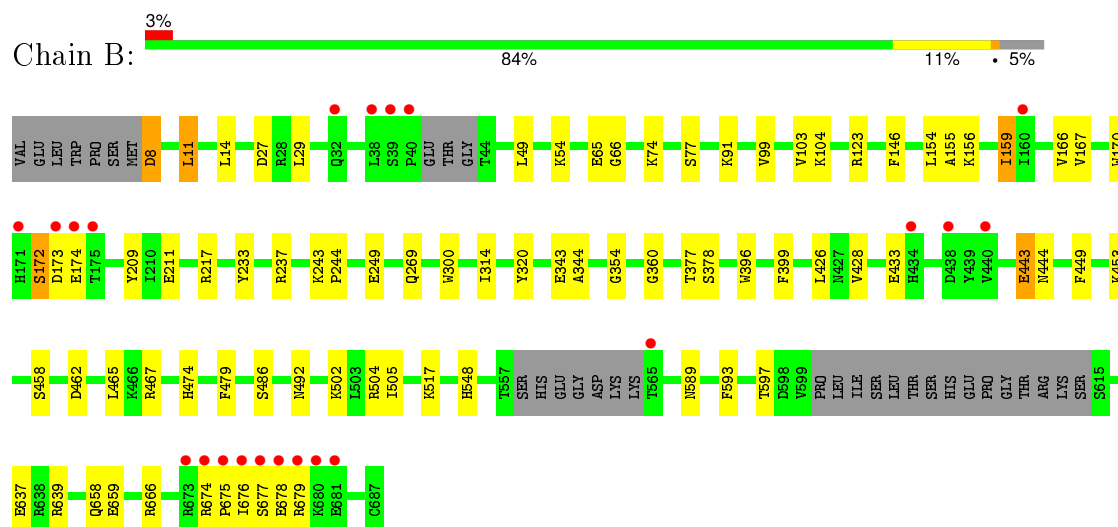 3%
Chain B:
84% 11% • 5%
VAL GLU LEU TRP PRO SER MET D8 L11 L14 D27 R28 L29 Q32 L38 S39 P40 GLU THR GLY T44 L49 K54 E65 G66 K74 S77 K91 V99 V103 K104 R123 F146 L154 A155 K156 I159 I160 V166 V167
H171 S172 D173 E174 T175 Y209 I210 E211 R217 Y233 R237 K243 P244 E249 Q269 W300 I314 Y320 E343 A344 G354 G360 T377 S378 W396 F399 L426 N427 V428 E433 H434 D438 Y439 V440 E443 N444 F449 K453
S458 D462 L465 K466 R467 H474 F479 S486 N492 K502 L503 R504 I505 K517 H548 T557 SER HIS GLU GLY ASP LYS LYS T565 N589 F593 T597 D598 V599 PRO LEU ILE SER LEU THR SER HIS GLU PRO GLY THR ARG LYS SER S615
E637 R638 R639 Q658 E659 R666 R673 R674 P675 I676 S677 E678 R679 K680 E681 C687